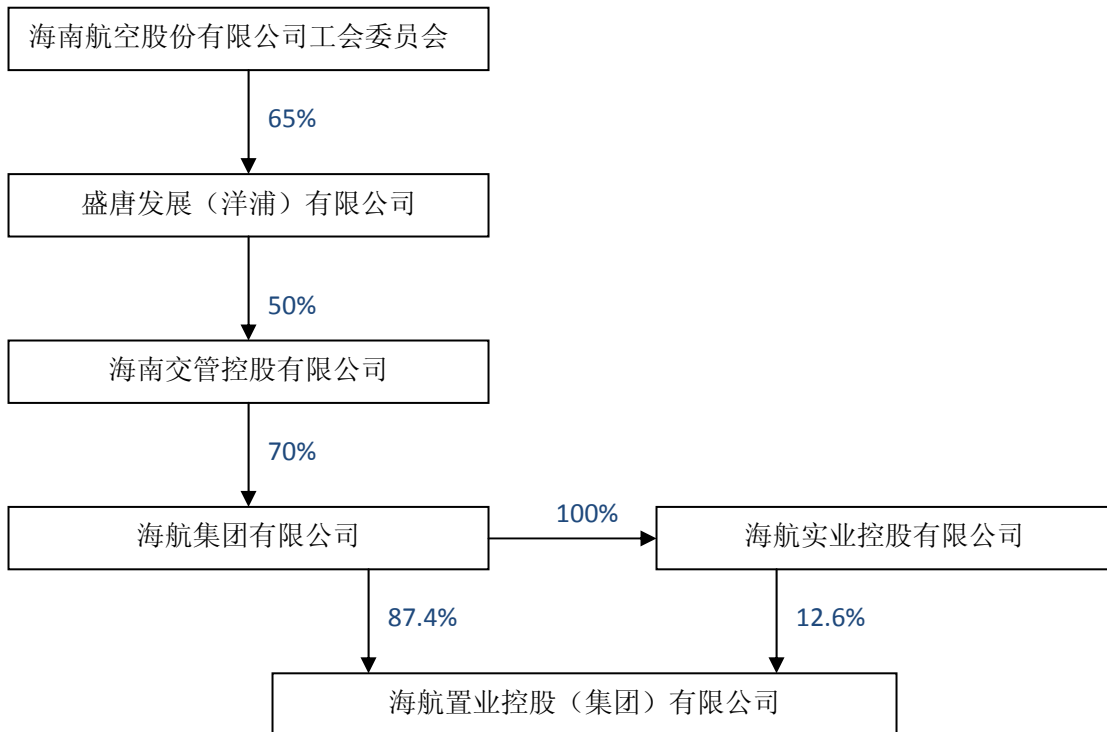 海南航空股份有限公司工会委员会
65%
盛唐发展（洋浦）有限公司
50%
海南交管控股有限公司
70%
海航集团有限公司
100%
海航实业控股有限公司
87.4%
12.6%
海航置业控股（集团）有限公司